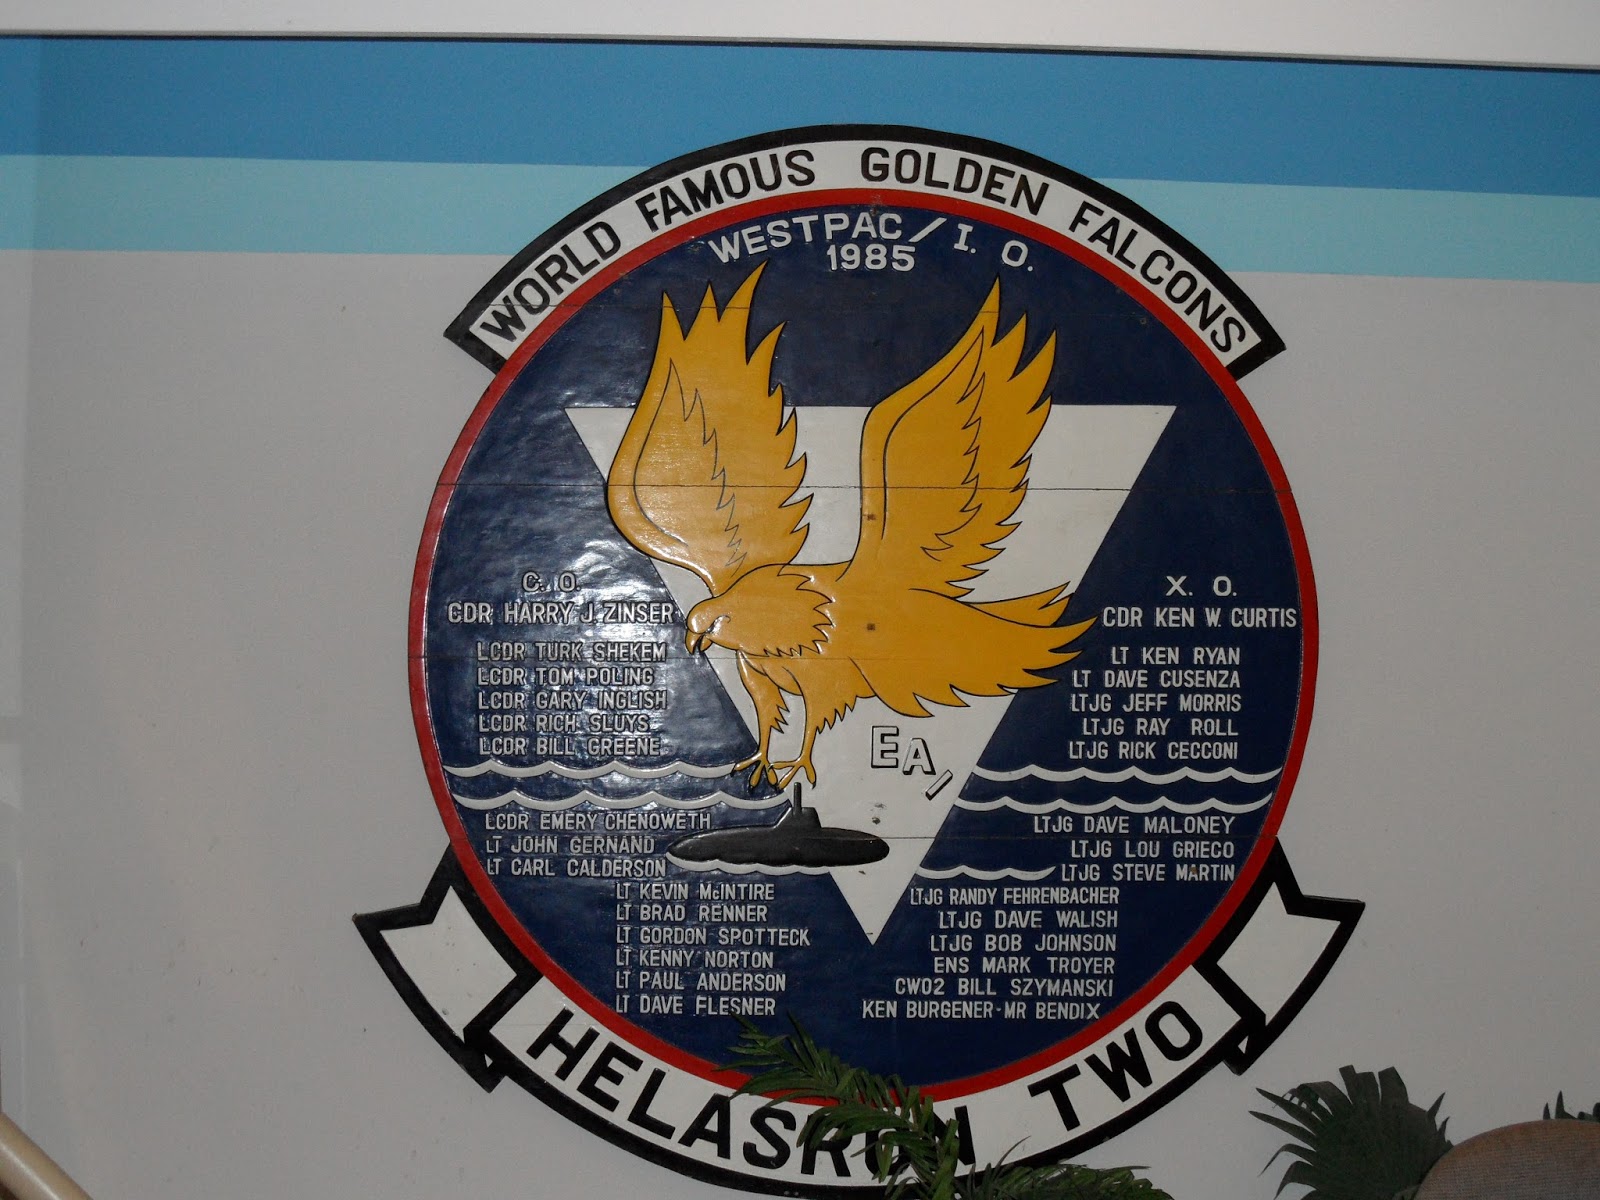 WORLD FAMOUS GOLDEN FALCONS
WESTPAC / I. O.
1985
C. O.
CDR HARRY J. ZINSER
LCDR TURK SHEKEM
LCDR TOM POLING
LCDR GARY INGLISH
LCDR RICH SLUYS
LCDR BILL GREENE
LCDR EMERY CHENOWETH
LT JOHN GERNAND
LT CARL CALDERSON
LT KEVIN McINTIRE
LT BRAD RENNER
LT GORDON SPOTTECK
LT KENNY NORTON
LT PAUL ANDERSON
LT DAVE FLESNER
X. O.
CDR KEN W. CURTIS
LT KEN RYAN
LT DAVE CUSENZA
LTJG JEFF MORRIS
LTJG RAY ROLL
LTJG RICK CECCONI
LTJG DAVE MALONEY
LTJG LOU GRIECO
LTJG STEVE MARTIN
LTJG RANDY FEHRENBACHER
LTJG DAVE WALISH
LTJG BOB JOHNSON
ENS MARK TROYER
CWO2 BILL SZYMANSKI
KEN BURGENER-MR BENDIX
EA/
HELASRON TWO